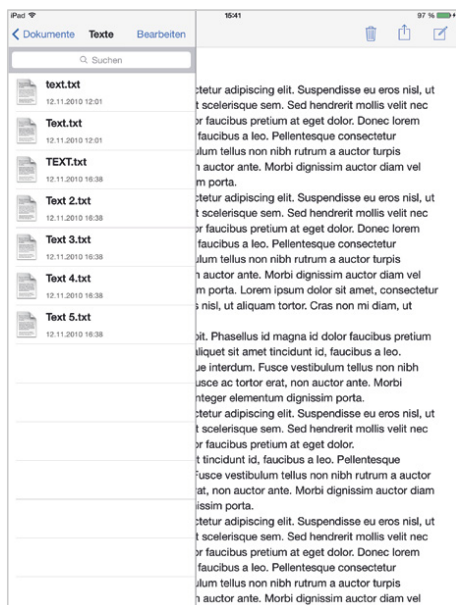 iPad 15:41 97 %
Dokumente Texte Bearbeiten
Suchen
text.txt
12.11.2010 12:01
Text.txt
12.11.2010 12:01
TEXT.txt
12.11.2010 16:38
Text 2.txt
12.11.2010 16:38
Text 3.txt
12.11.2010 16:38
Text 4.txt
12.11.2010 16:38
Text 5.txt
12.11.2010 16:38
ctetur adipiscing elit. Suspendisse eu eros nisl, ut
t scelerisque sem. Sed hendrerit mollis velit nec
or faucibus pretium at eget dolor. Donec lorem
faucibus a leo. Pellentesque consectetur
ulum tellus non nibh rutrum a auctor turpis
n auctor ante. Morbi dignissim auctor diam vel
m porta.
ctetur adipiscing elit. Suspendisse eu eros nisl, ut
t scelerisque sem. Sed hendrerit mollis velit nec
or faucibus pretium at eget dolor. Donec lorem
faucibus a leo. Pellentesque consectetur
ulum tellus non nibh rutrum a auctor turpis
n auctor ante. Morbi dignissim auctor diam vel
m porta. Lorem ipsum dolor sit amet, consectetur
s nisl, ut aliquam tortor. Cras non mi diam, ut
bit. Phasellus id magna id dolor faucibus pretium
aliquet sit amet tincidunt id, faucibus a leo.
ue interdum. Fusce vestibulum tellus non nibh
usce ac tortor erat, non auctor ante. Morbi
nteger elementum dignissim porta.
ctetur adipiscing elit. Suspendisse eu eros nisl, ut
t scelerisque sem. Sed hendrerit mollis velit nec
or faucibus pretium at eget dolor.
t tincidunt id, faucibus a leo. Pellentesque
Fusce vestibulum tellus non nibh rutrum a auctor
rat, non auctor ante. Morbi dignissim auctor diam
issim porta.
ctetur adipiscing elit. Suspendisse eu eros nisl, ut
t scelerisque sem. Sed hendrerit mollis velit nec
or faucibus pretium at eget dolor. Donec lorem
faucibus a leo. Pellentesque consectetur
ulum tellus non nibh rutrum a auctor turpis
n auctor ante. Morbi dignissim auctor diam vel